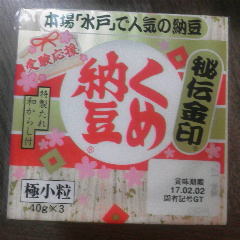 本場「水戸」で人気の納豆
受験応援
秘伝金印
くめ
納豆
特製たれ
和からし付
極小粒
40g×3
賞味期限
17.02.02
固有記号GT